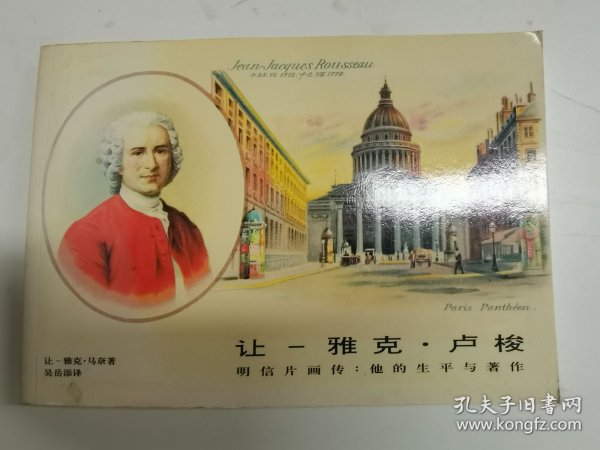 Jean-Jacques Rousseau
Paris-Panthéon.
让－雅克·卢梭
明信片画传：他的生平与著作
让－雅克·马奈著
吴岳添译
孔夫子旧书网
www.kongfz.com